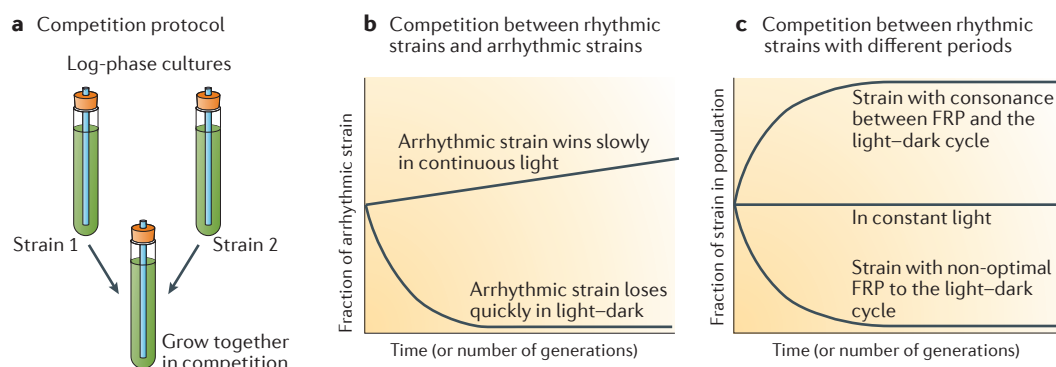 a Competition protocol
Log-phase cultures
Strain 1
Strain 2
Grow together
in competition
b Competition between rhythmic
strains and arrhythmic strains
Fraction of arrhythmic strain
Arrhythmic strain wins slowly
in continuous light
Arrhythmic strain loses
quickly in light–dark
Time (or number of generations)
c Competition between rhythmic
strains with different periods
Fraction of strain in population
Strain with consonance
between FRP and the
light–dark cycle
In constant light
Strain with non-optimal
FRP to the light–dark
cycle
Time (or number of generations)